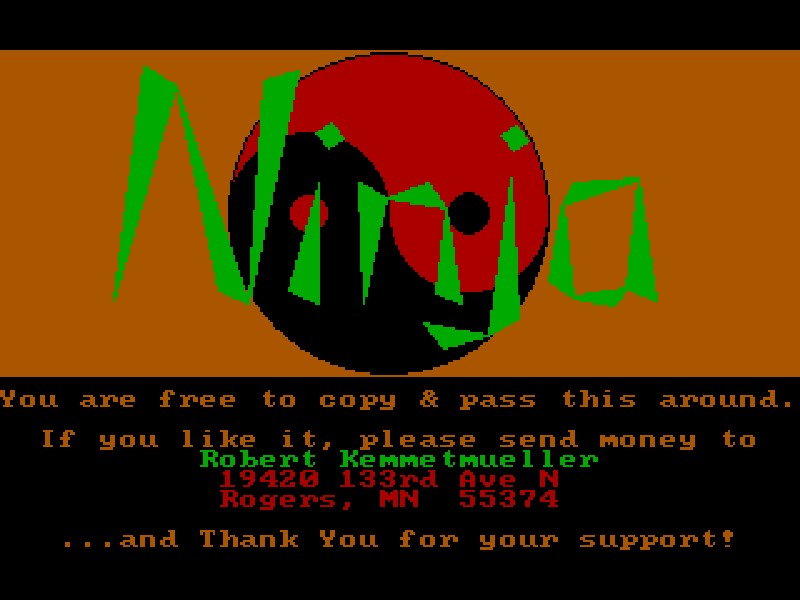 Ninja
You are free to copy & pass this around.
If you like it, please send money to
Robert Kemmetmueller
19420 133rd Ave N
Rogers, MN 55374
...and Thank You for your support!